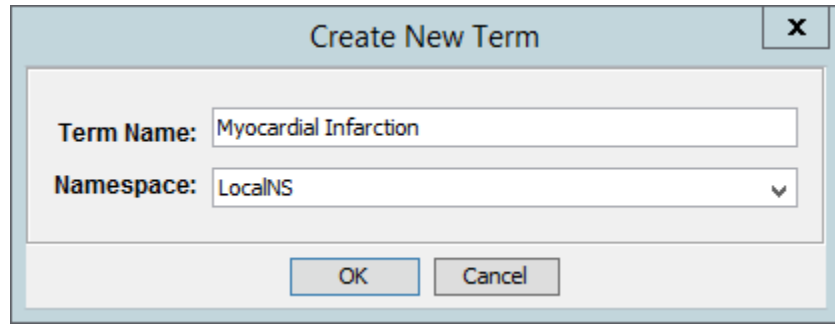 Create New Term
x
Term Name: Myocardial Infarction
Namespace: LocalNS
OK Cancel